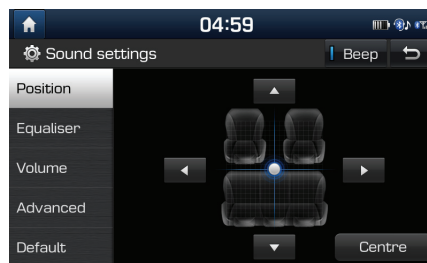 04:59
Sound settings
Beep
Position
Equaliser
Volume
Advanced
Default
Centre